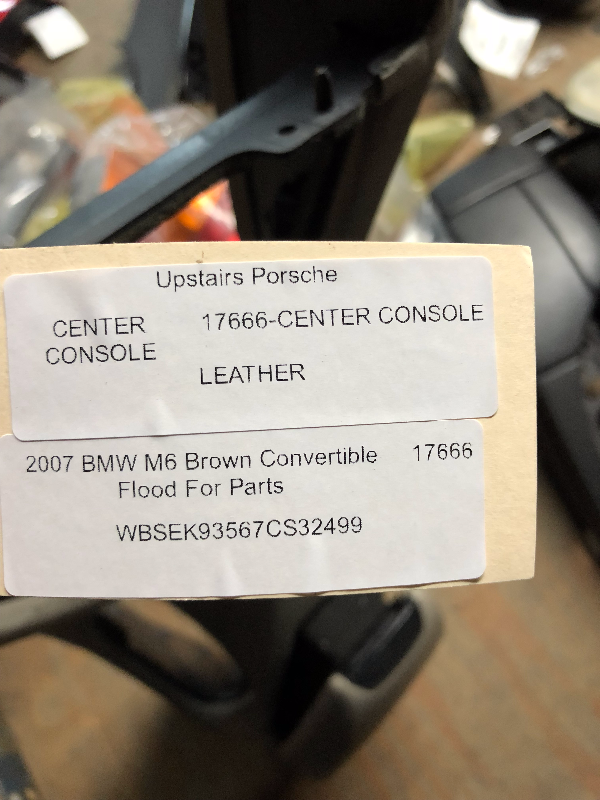 Upstairs Porsche
CENTER CONSOLE
17666-CENTER CONSOLE
LEATHER
2007 BMW M6 Brown Convertible 17666
Flood For Parts
WBSEK93567CS32499